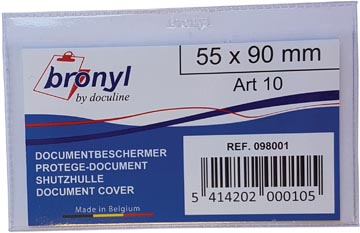 bronyl
by doculine
55 x 90 mm
Art 10
DOCUMENTBESCHERMER
PROTEGE-DOCUMENT
SHUTZHULLE
DOCUMENT COVER
Made in Belgium
REF. 098001
5 414202 000105